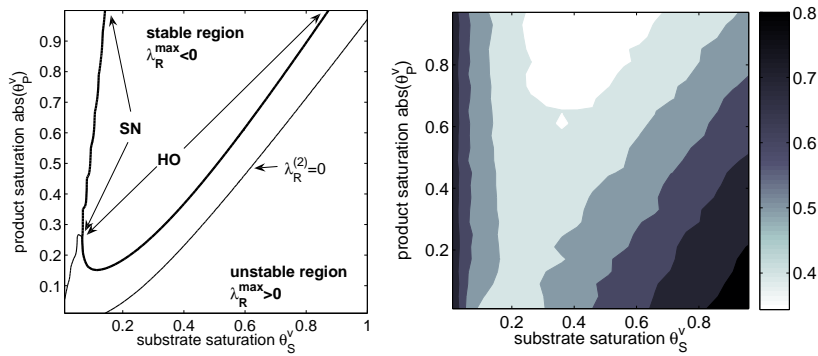 product saturation abs(θ_P^v)
0.9
0.8
0.7
0.6
0.5
0.4
0.3
0.2
0.1
stable region
λ_R^max<0
SN
HO
λ_R^(2)=0
unstable region
λ_R^max>0
0.2 0.4 0.6 0.8 1
substrate saturation θ_S^v
product saturation abs(θ_P^v)
0.8
0.6
0.4
0.2
0.2 0.4 0.6 0.8
substrate saturation θ_S^v
0.8
0.7
0.6
0.5
0.4